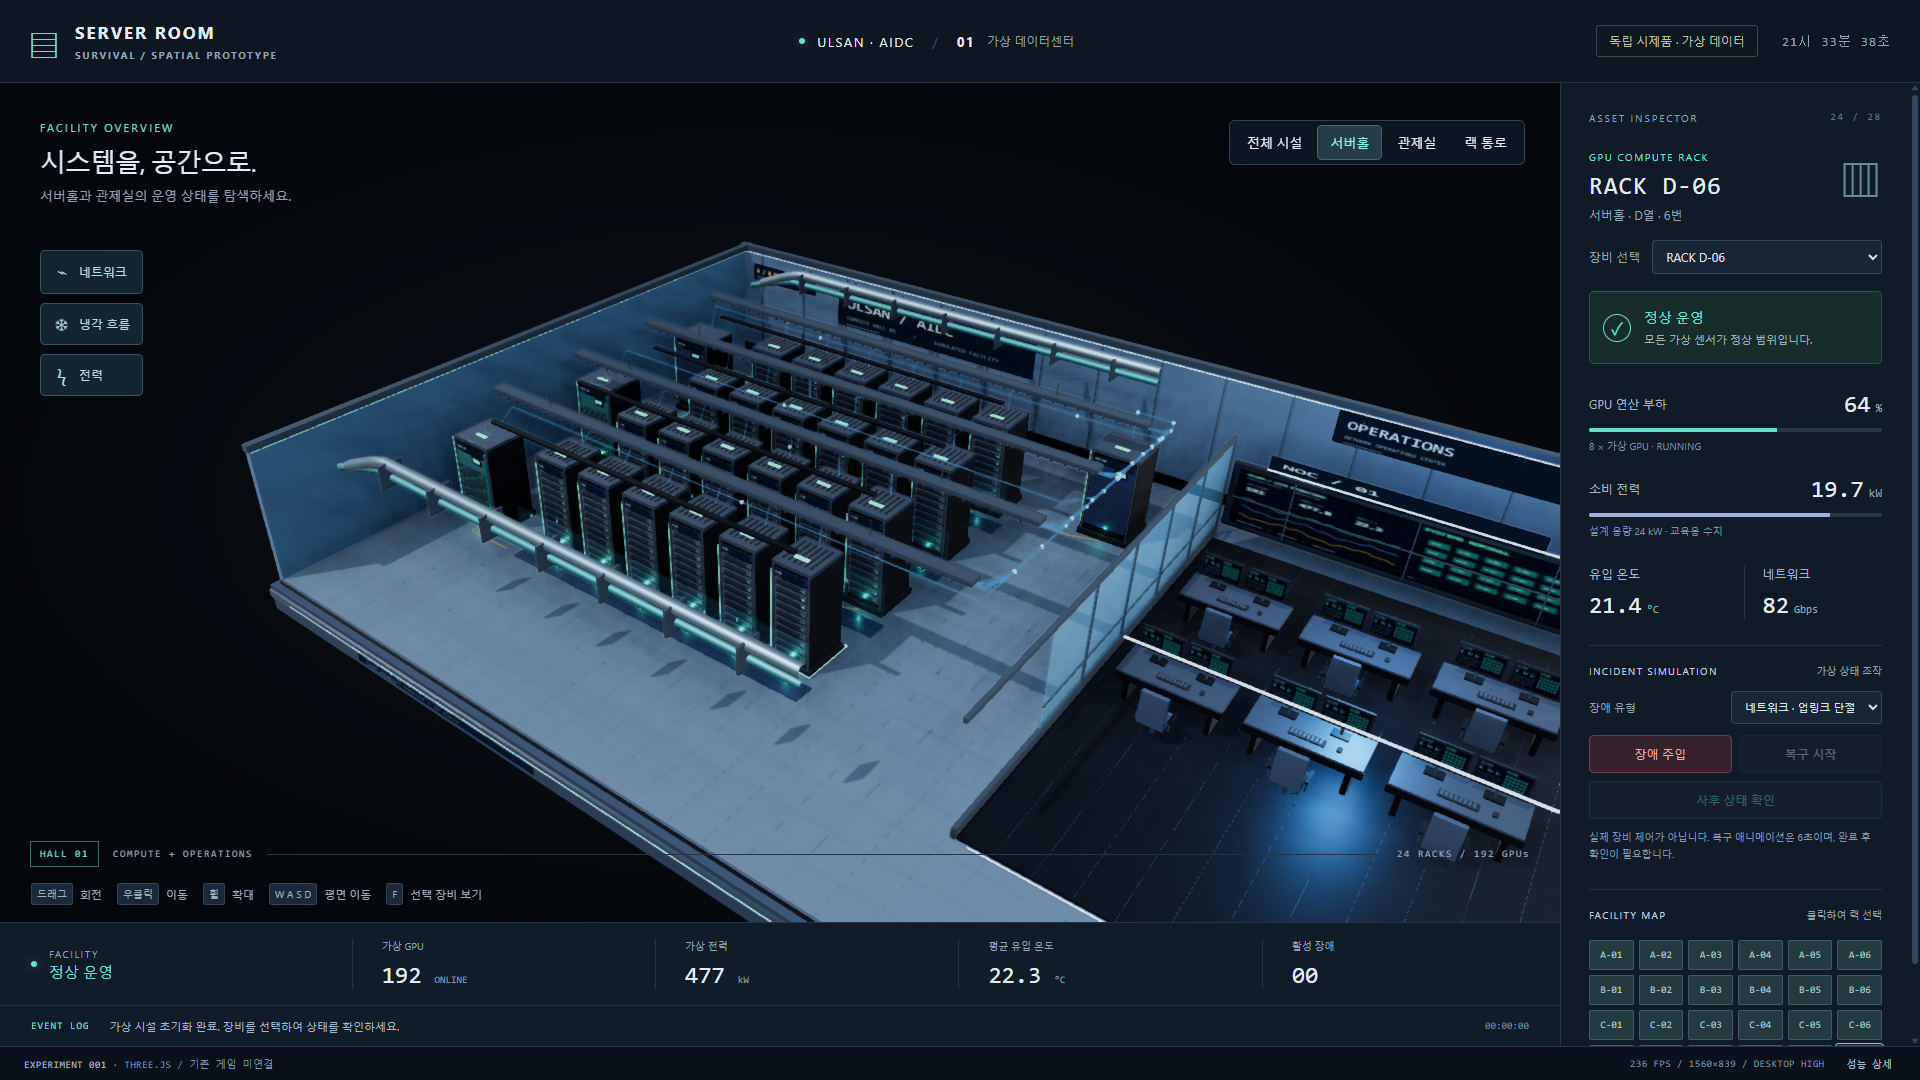 SERVER ROOM
SURVIVAL / SPATIAL PROTOTYPE
ULSAN · AIDC / 01 가상 데이터센터
독립 시제품 · 가상 데이터
21시 33분 38초
FACILITY OVERVIEW
시스템을, 공간으로.
서버홀과 관제실의 운영 상태를 탐색하세요.
전체 시설 서버홀 관제실 랙 통로
네트워크
냉각 흐름
전력
ULSAN / AIDC
COMPUTE HALL 01 / SIMULATED FACILITY
OPERATIONS
NETWORK OPERATIONS CENTER
NOC / 01
HALL 01 COMPUTE + OPERATIONS
24 RACKS / 192 GPUs
드래그 회전 우클릭 이동 휠 확대 WASD 평면 이동 F 선택 장비 보기
FACILITY
정상 운영
가상 GPU
192 ONLINE
가상 전력
477 kW
평균 유입 온도
22.3 °C
활성 장애
00
EVENT LOG 가상 시설 초기화 완료. 장비를 선택하여 상태를 확인하세요.
00:00:00
ASSET INSPECTOR 24 / 28
GPU COMPUTE RACK
RACK D-06
서버홀 · D열 · 6번
장비 선택 RACK D-06
정상 운영
모든 가상 센서가 정상 범위입니다.
GPU 연산 부하 64 %
8 × 가상 GPU · RUNNING
소비 전력 19.7 kW
설계 용량 24 kW · 교육용 수치
유입 온도 네트워크
21.4 °C 82 Gbps
INCIDENT SIMULATION 가상 상태 조작
장애 유형 네트워크 · 업링크 단절
장애 주입 복구 시작
사후 상태 확인
실제 장비 제어가 아닙니다. 복구 애니메이션은 6초이며, 완료 후
확인이 필요합니다.
FACILITY MAP 클릭하여 랙 선택
A-01 A-02 A-03 A-04 A-05 A-06
B-01 B-02 B-03 B-04 B-05 B-06
C-01 C-02 C-03 C-04 C-05 C-06
EXPERIMENT 001 · THREE.JS / 기존 게임 미연결
236 FPS / 1560×839 / DESKTOP HIGH 성능 상세